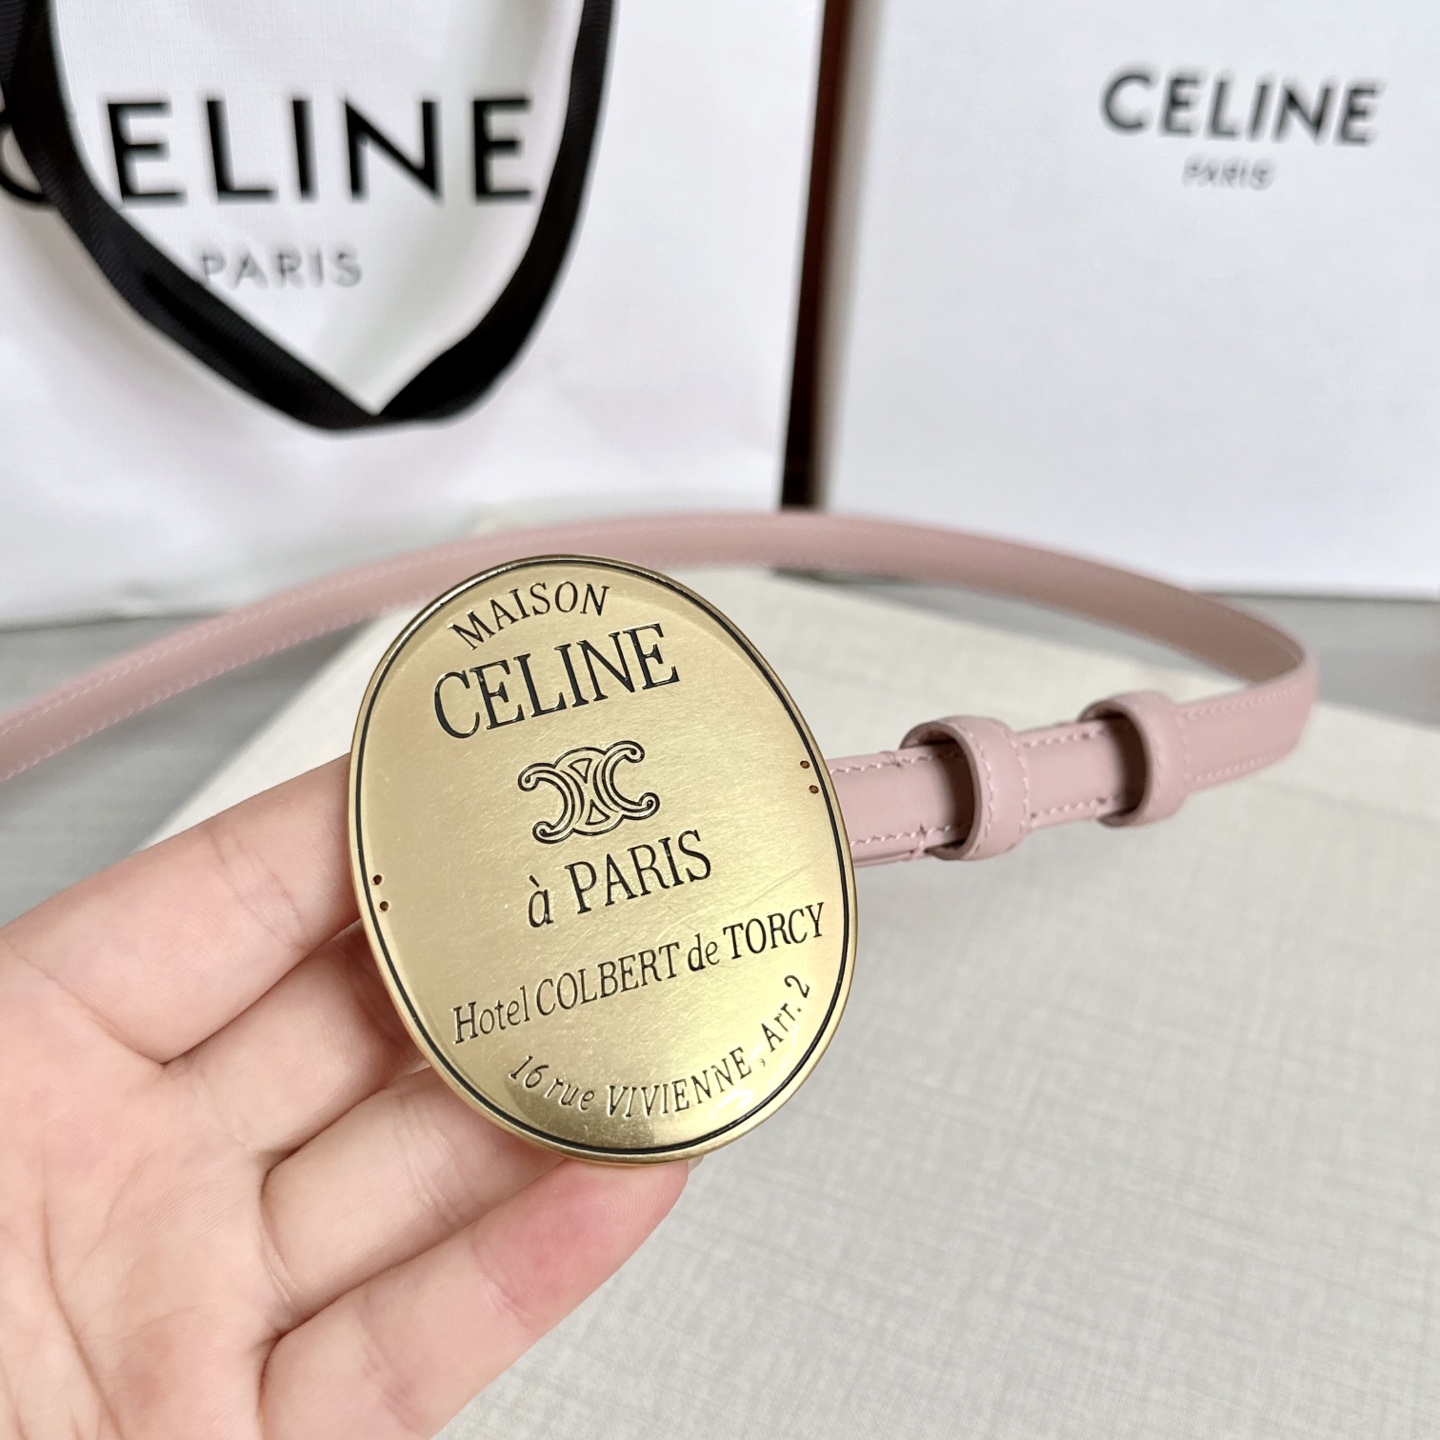 CELINE
PARIS
CELINE
PARIS
MAISON
CELINE
à PARIS
Hotel COLBERT de TORCY
16 rue VIVIENNE, Arr. 2